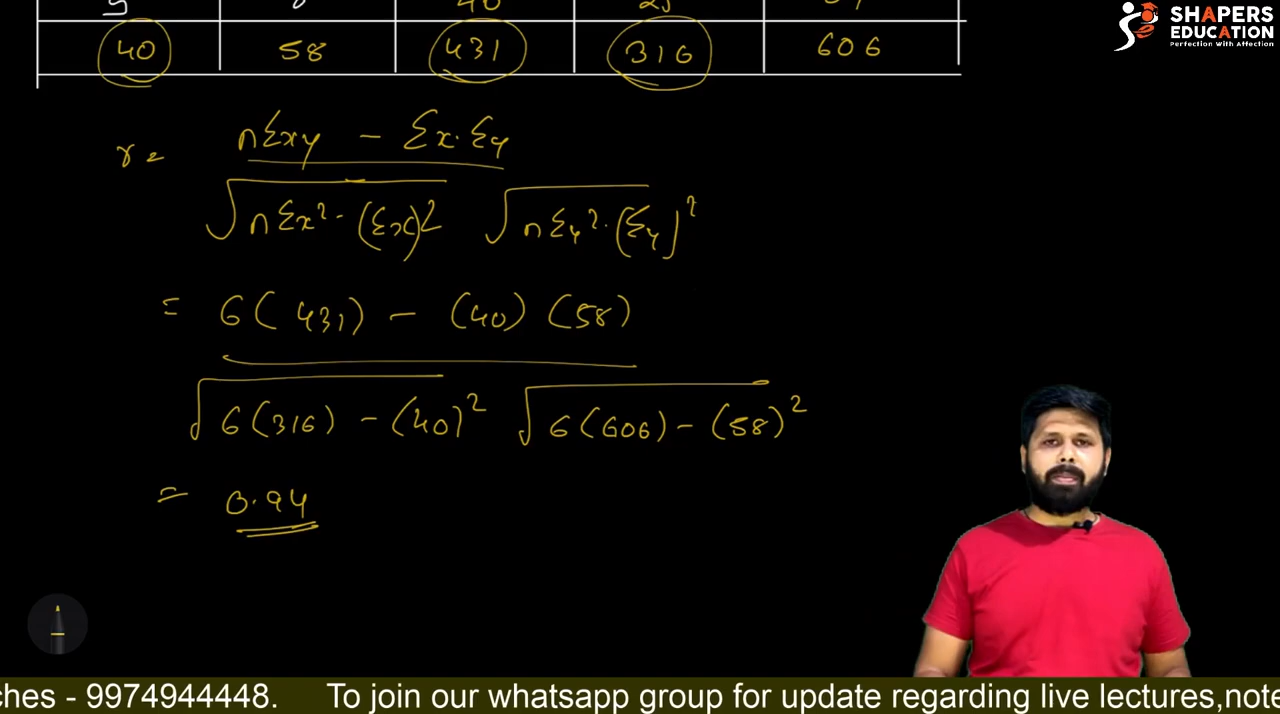 SHAPERS
EDUCATION
Perfection With Affection
40 58 431 316 606
r = nΣxy - Σx·Σy
√nΣx² - (Σx)² √nΣy² - (Σy)²
= 6(431) - (40)(58)
√6(316) - (40)² √6(606) - (58)²
= 0.94
ches - 9974944448. To join our whatsapp group for update regarding live lectures,note